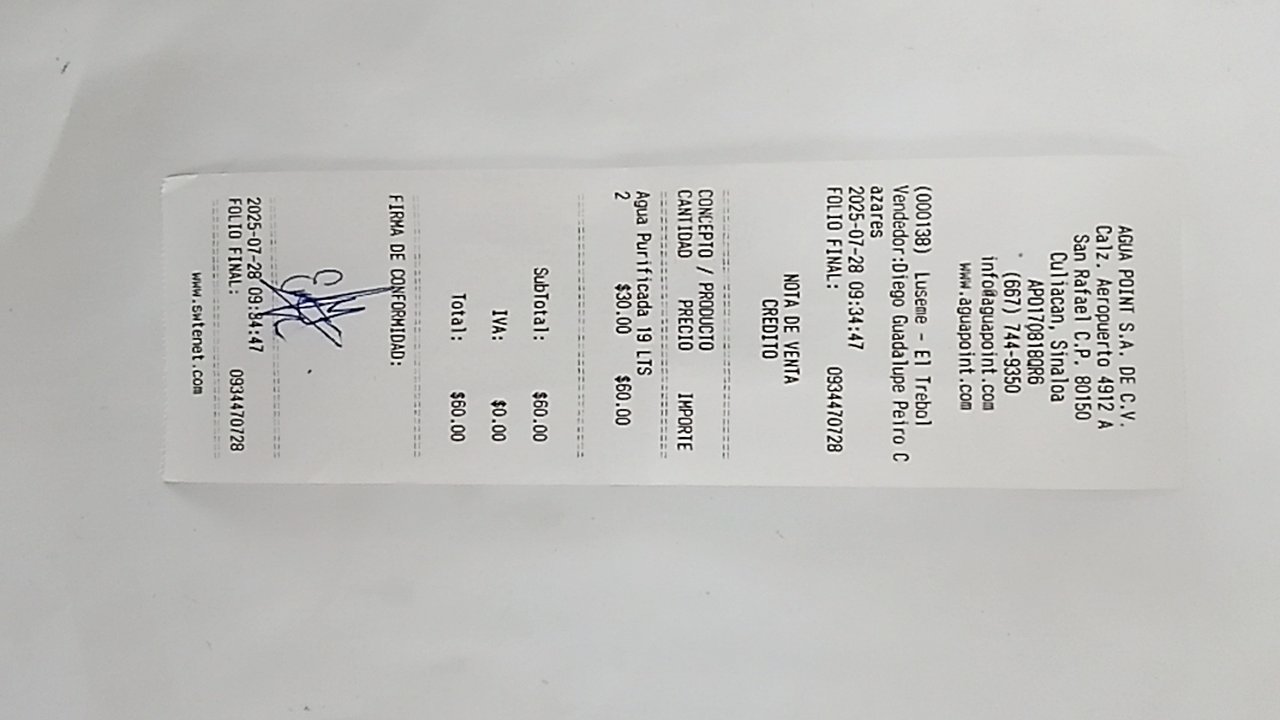 AGUA POINT S.A. DE C.V.
Calz. Aeropuerto 4912 A
Culiacan, Sinaloa
San Rafael C.P. 80150
APO170818QR6
(667) 744-9350
info@aguapoint.com
www.aguapoint.com
(000138) Luseme - El Trebol
Vendedor:Diego Guadalupe Peiro C
azares
2025-07-28 09:34:47
FOLIO FINAL: 0934470728
NOTA DE VENTA
CREDITO
CONCEPTO / PRODUCTO
CANTIDAD PRECIO IMPORTE
Agua Purificada 19 LTS
2 $30.00 $60.00
SubTotal: $60.00
IVA: $0.00
Total: $60.00
FIRMA DE CONFORMIDAD:
2025-07-28 09:34:47
FOLIO FINAL: 0934470728
www.swtenet.com